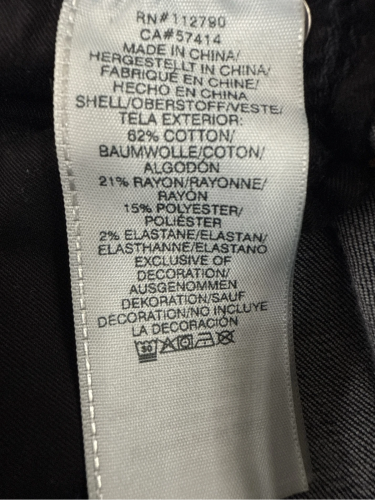 RN#112790
CA#57414
MADE IN CHINA/
HERGESTELLT IN CHINA/
FABRIQUÉ EN CHINE/
HECHO EN CHINA
SHELL/OBERSTOFF/VESTE/
TELA EXTERIOR:
62% COTTON/
BAUMWOLLE/COTON/
ALGODÓN
21% RAYON/RAYONNE/
RAYÓN
15% POLYESTER/
POLIÉSTER
2% ELASTANE/ELASTAN/
ELASTHANNE/ELASTANO
EXCLUSIVE OF
DECORATION/
AUSGENOMMEN
DEKORATION/SAUF
DECORATION/NO INCLUYE
LA DECORACIÓN
30